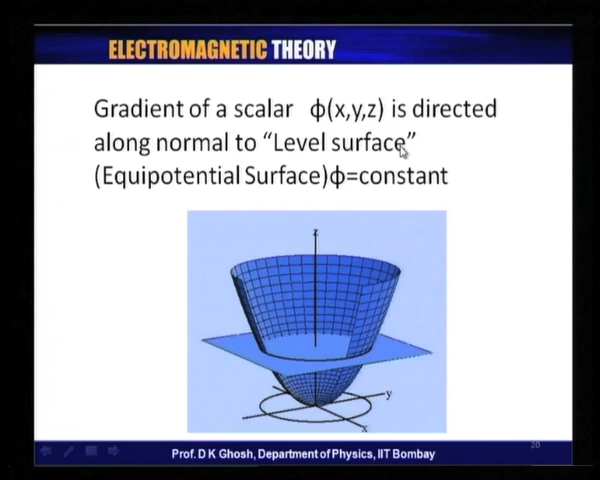 ELECTROMAGNETIC THEORY
Gradient of a scalar ϕ(x,y,z) is directed
along normal to “Level surface”
(Equipotential Surface)ϕ=constant
z
y
x
20
Prof. D K Ghosh, Department of Physics, IIT Bombay